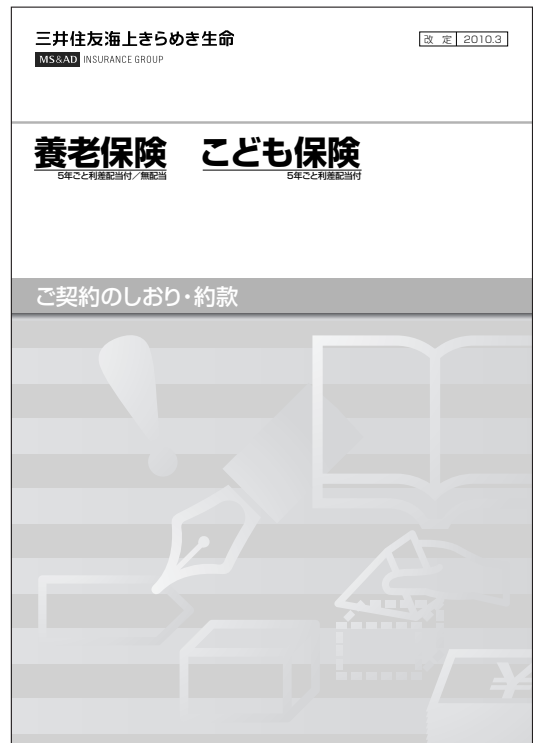 三井住友海上きらめき生命
改 定 2010.3
MS&AD INSURANCE GROUP
養老保険 こども保険
5年ごと利差配当付／無配当 5年ごと利差配当付
ご契約のしおり・約款
¥